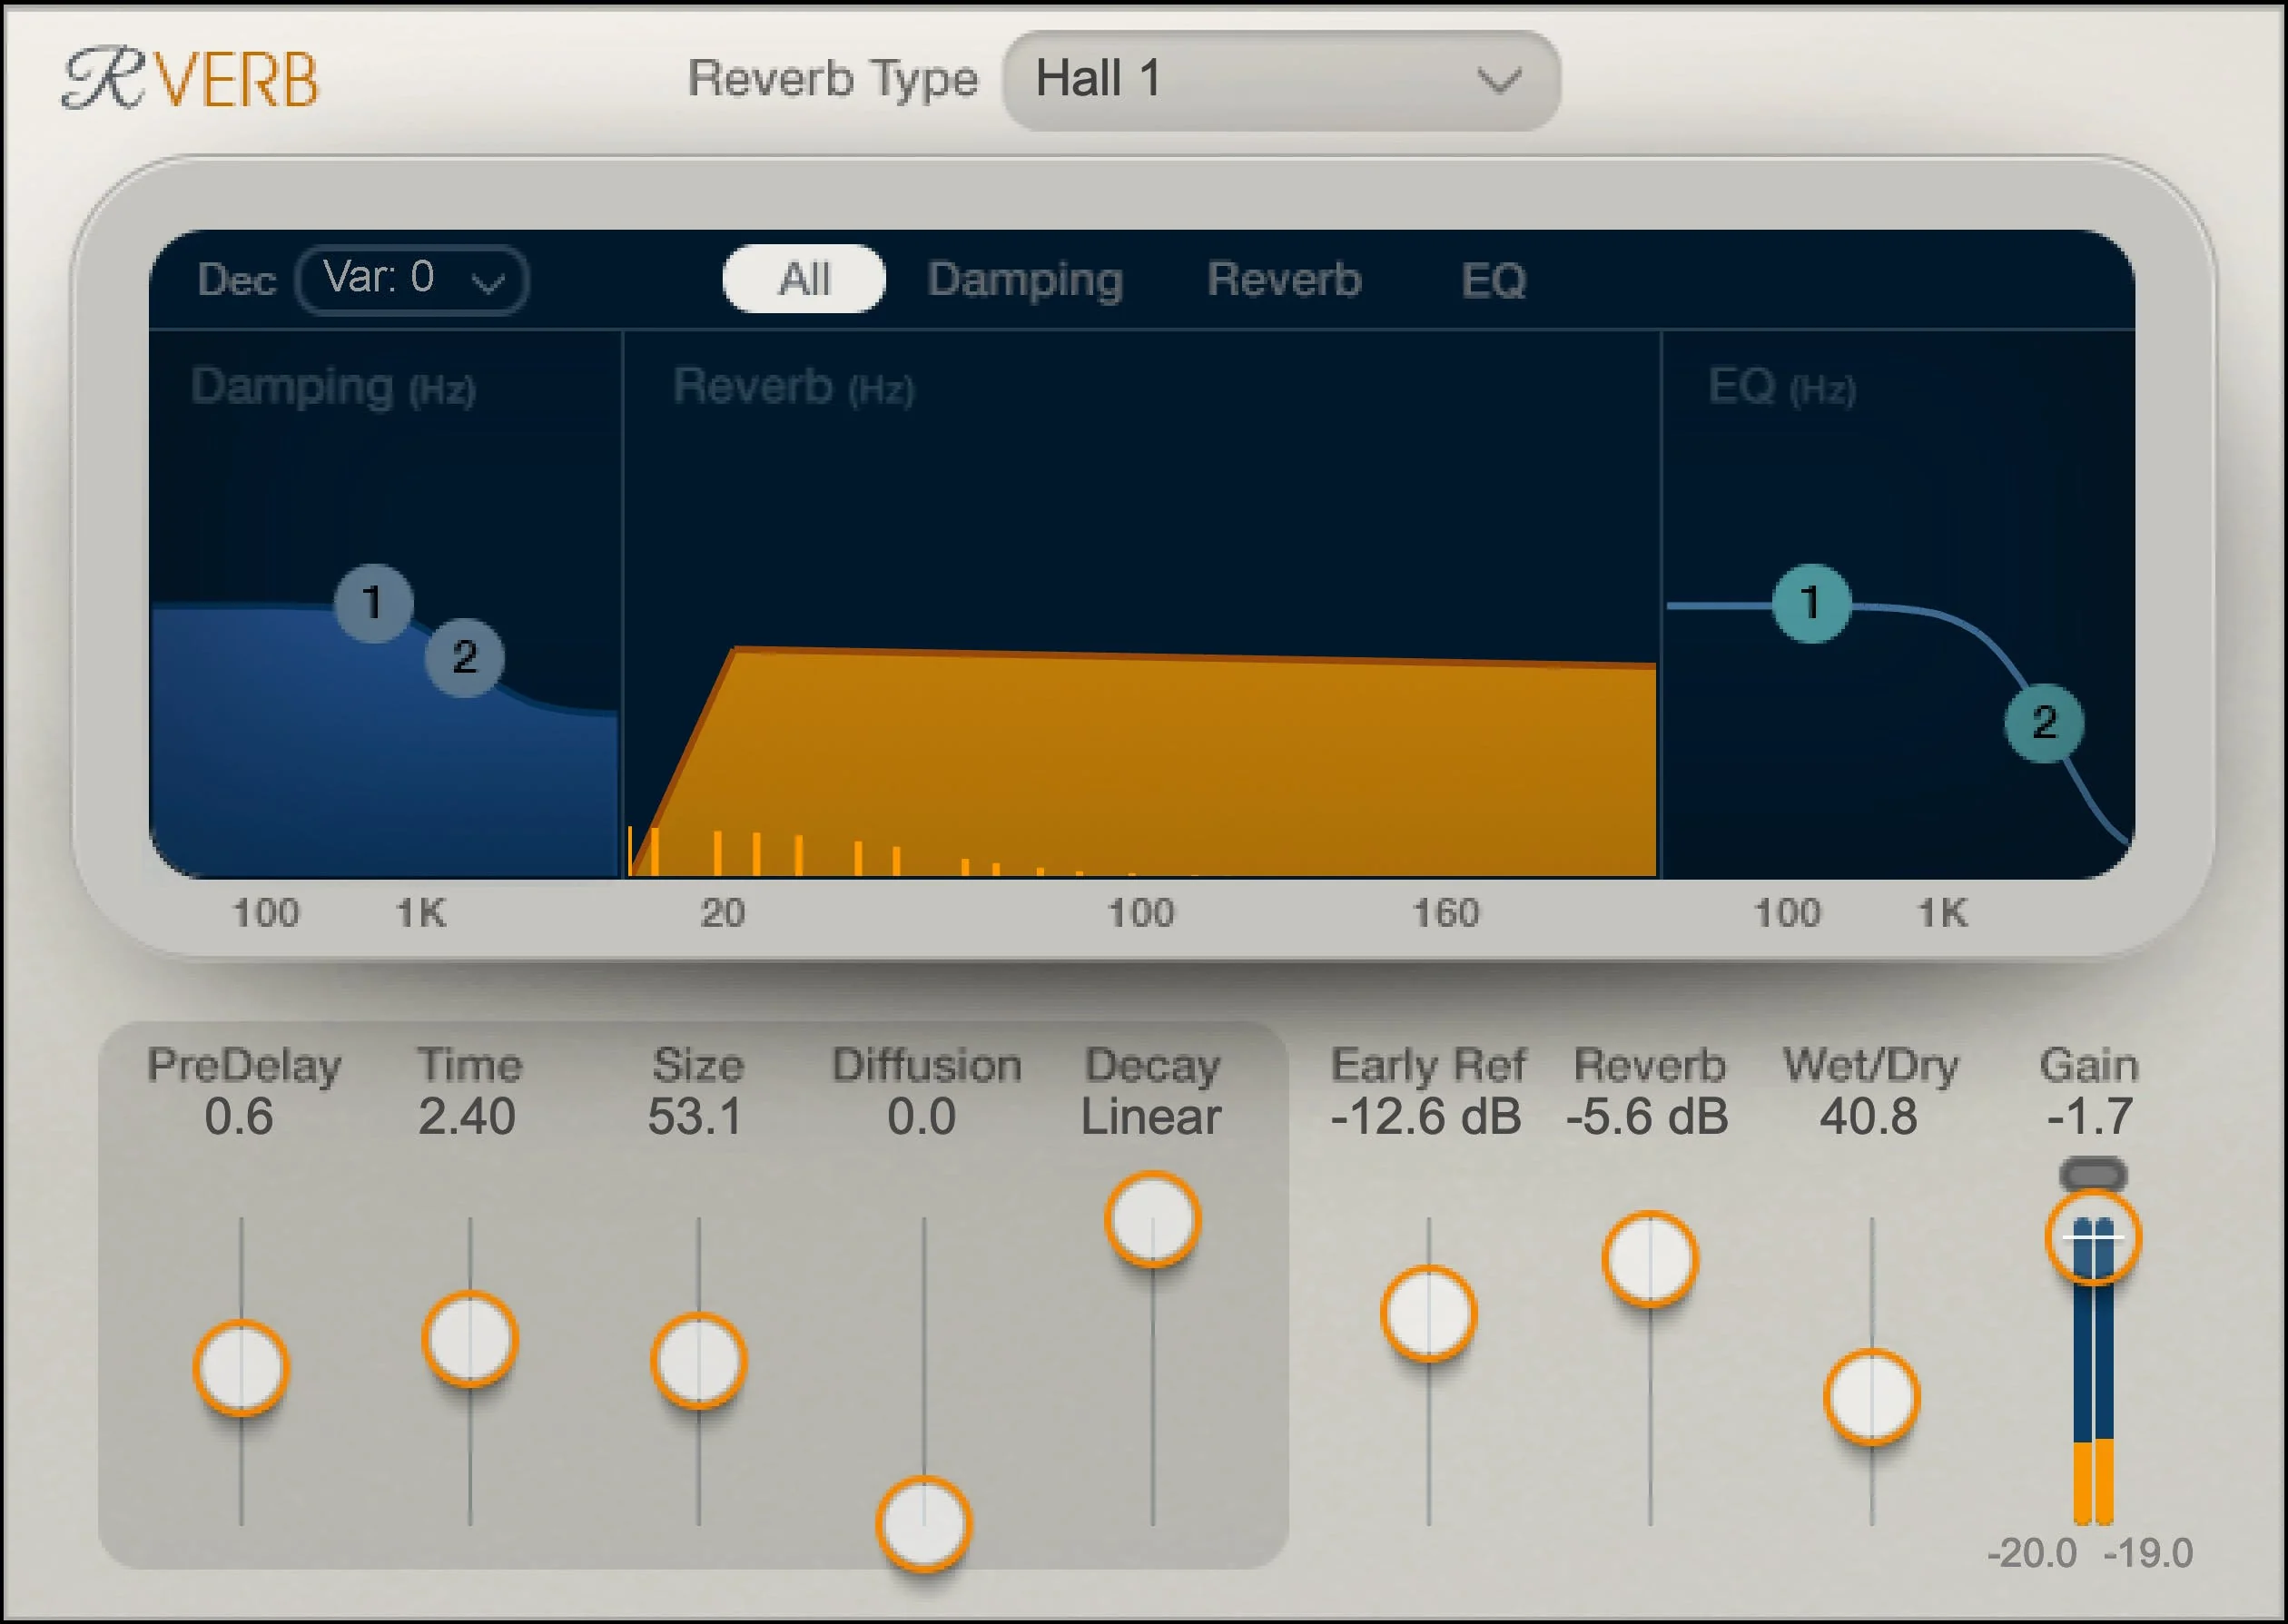 RVERB
Reverb Type Hall 1
Dec Var: 0 All Damping Reverb EQ
Damping (Hz) Reverb (Hz) EQ (Hz)
1 2 1 2
100 1K 20 100 160 100 1K
PreDelay Time Size Diffusion Decay Early Ref Reverb Wet/Dry Gain
0.6 2.40 53.1 0.0 Linear -12.6 dB -5.6 dB 40.8 -1.7
-20.0 -19.0